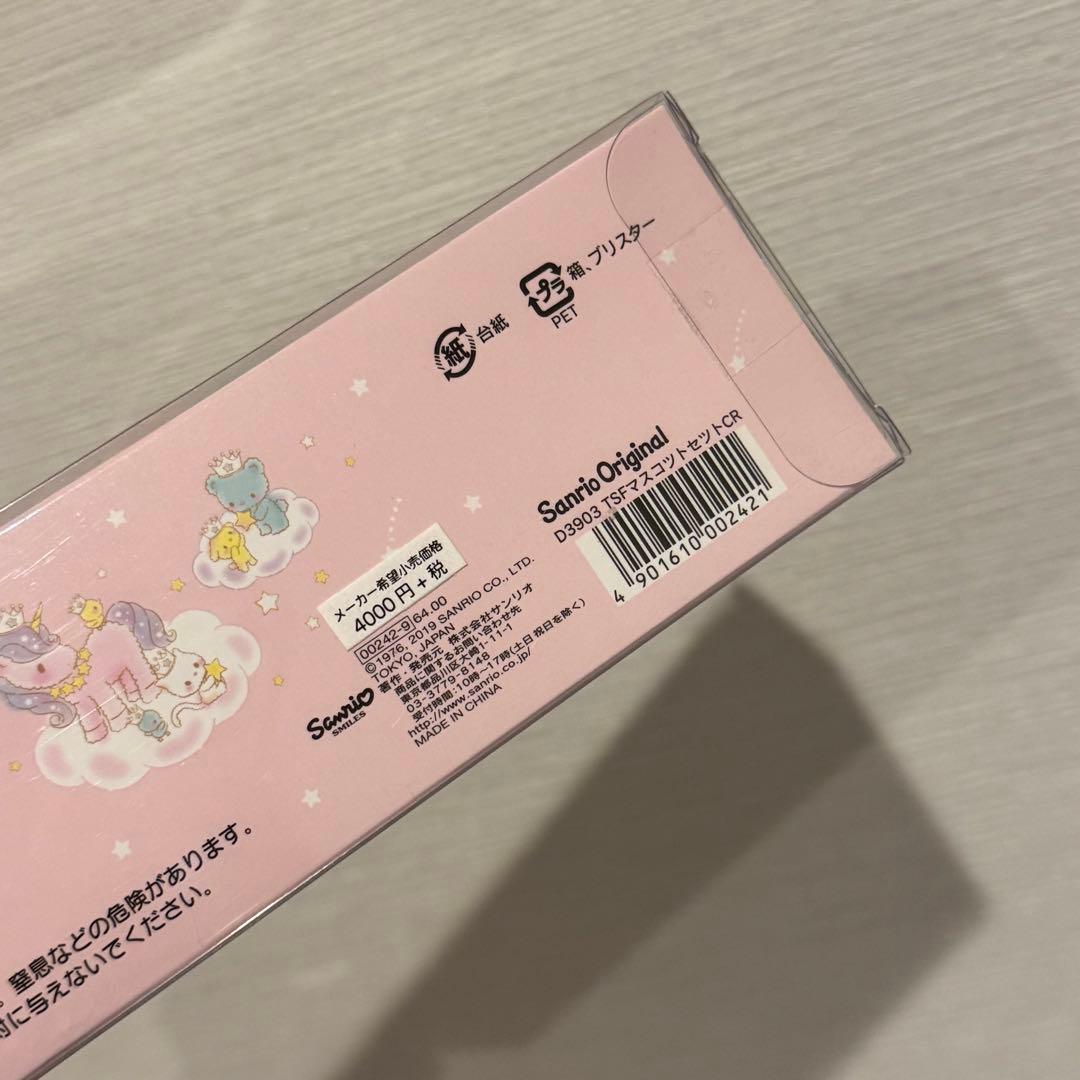 箱、ブリスター
プラ
PET
紙
台紙
Sanrio Original
D3903 TSFマスコットセットCR
4 901610 002421
メーカー希望小売価格
4000円+税
00242-9 64.00
©1976, 2019 SANRIO CO., LTD.
TOKYO, JAPAN
著作・発売元 株式会社サンリオ
商品に関するお問い合わせ先
東京都品川区大崎1-11-1
03-3779-8148
受付時間:10時〜17時(土日祝日を除く)
http://www.sanrio.co.jp/
MADE IN CHINA
Sanrio
SMILES
。窒息などの危険があります。
対に与えないでください。